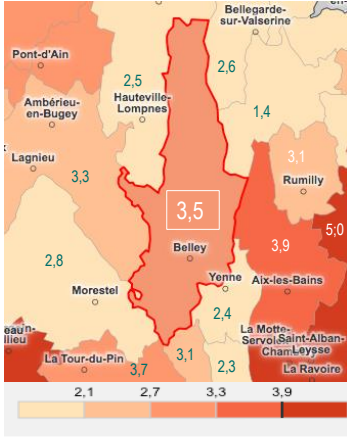 Bellegarde-
sur-Valserine
Pont-d'Ain
2,5
2,6
Hauteville-
Lompnes
Ambérieu-
en-Bugey
1,4
Lagnieu
3,1
3,3
Rumilly
3,5
5,0
3,9
Belley
2,8
Yenne
Aix-les-Bains
Morestel
2,4
La Motte-
Servolex
Saint-Alban-
Leysse
La Tour-du-Pin
3,1
2,3
3,7
La Ravoire
2,1 2,7 3,3 3,9